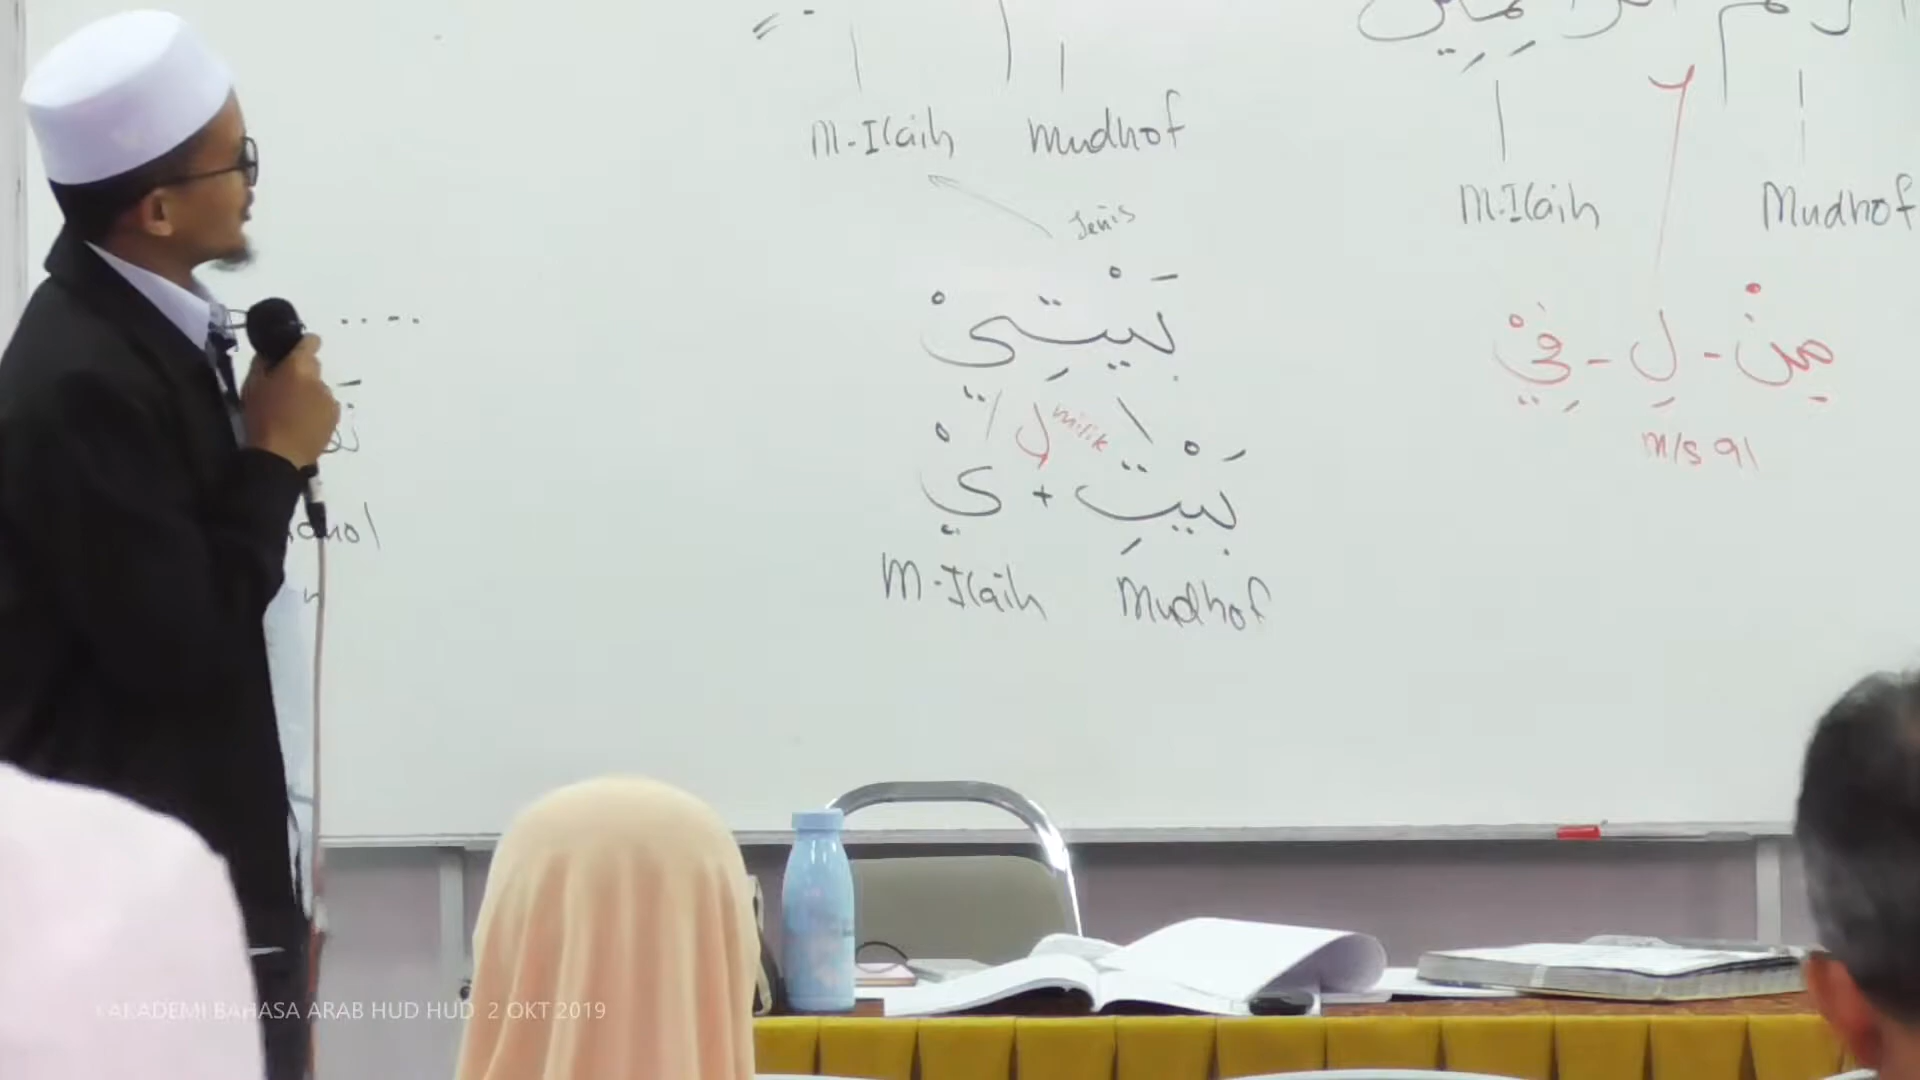 M-Ilaih mudhof
Jenis
بَيْتِيْ
ل milik
بَيْتِ + يْ
M-Ilaih Mudhof
M.Ilaih Mudhof
مِنْ - لِ - فِيْ
m/s 91
AKADEMI BAHASA ARAB HUD HUD 2 OKT 2019